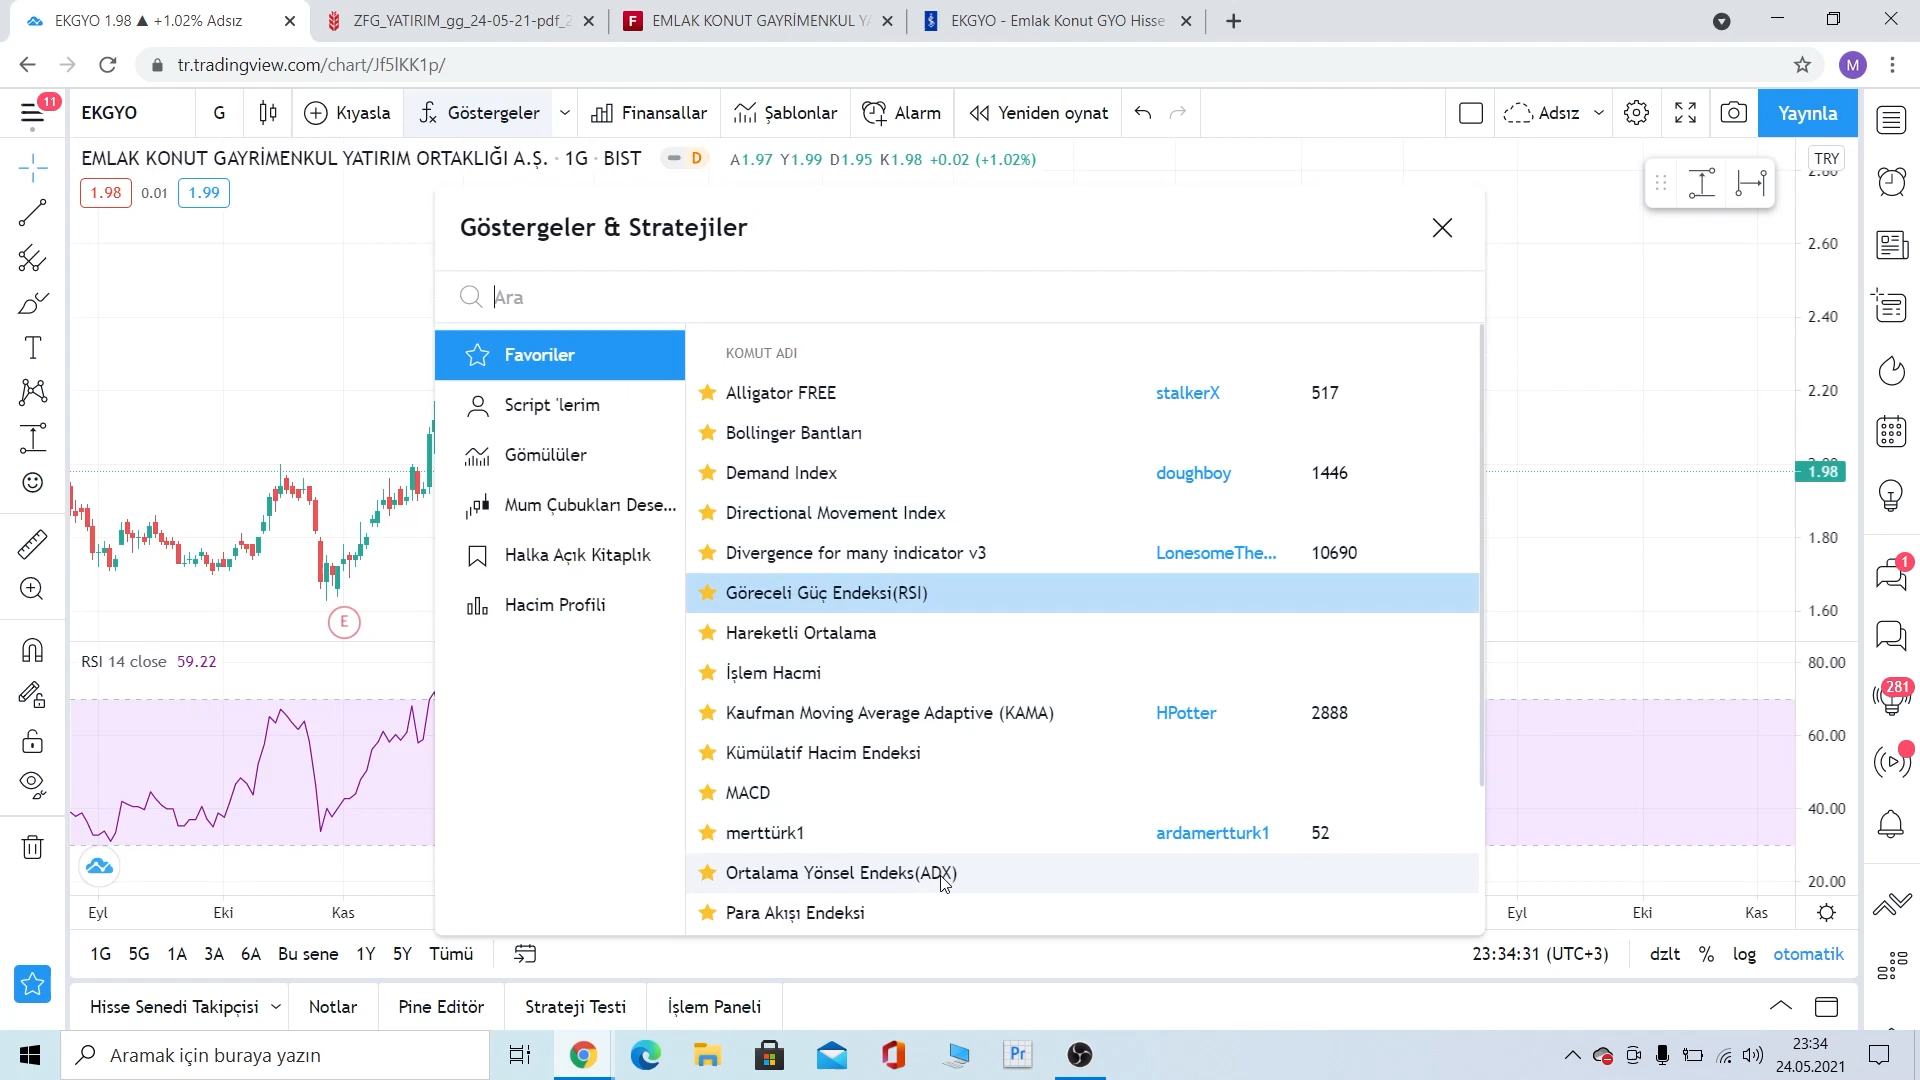 EKGYO 1.98 ▲ +1.02% Adsız
ZFG_YATIRIM_gg_24-05-21-pdf_2
EMLAK KONUT GAYRİMENKUL YA
EKGYO - Emlak Konut GYO Hisse
tr.tradingview.com/chart/Jf5lKK1p/
M
11
EKGYO
G
Kıyasla
Göstergeler
Finansallar
Şablonlar
Alarm
Yeniden oynat
Adsız
Yayınla
EMLAK KONUT GAYRİMENKUL YATIRIM ORTAKLIĞI A.Ş. · 1G · BIST
D
A1.97 Y1.99 D1.95 K1.98 +0.02 (+1.02%)
TRY
1.98 0.01 1.99
2.60
2.40
2.20
1.98
1.80
1.60
80.00
60.00
40.00
20.00
Göstergeler & Stratejiler
Ara
Favoriler
Script 'lerim
Gömülüler
Mum Çubukları Dese...
Halka Açık Kitaplık
Hacim Profili
KOMUT ADI
Alligator FREE stalkerX 517
Bollinger Bantları
Demand Index doughboy 1446
Directional Movement Index
Divergence for many indicator v3 LonesomeThe... 10690
Göreceli Güç Endeksi(RSI)
Hareketli Ortalama
İşlem Hacmi
Kaufman Moving Average Adaptive (KAMA) HPotter 2888
Kümülatif Hacim Endeksi
MACD
merttürk1 ardamertturk1 52
Ortalama Yönsel Endeks(ADX)
Para Akışı Endeksi
E
RSI 14 close 59.22
1
281
Eyl Eki Kas Eyl Eki Kas
1G 5G 1A 3A 6A Bu sene 1Y 5Y Tümü
23:34:31 (UTC+3) dzlt % log otomatik
Hisse Senedi Takipçisi Notlar Pine Editör Strateji Testi İşlem Paneli
Aramak için buraya yazın
Pr
23:34
24.05.2021